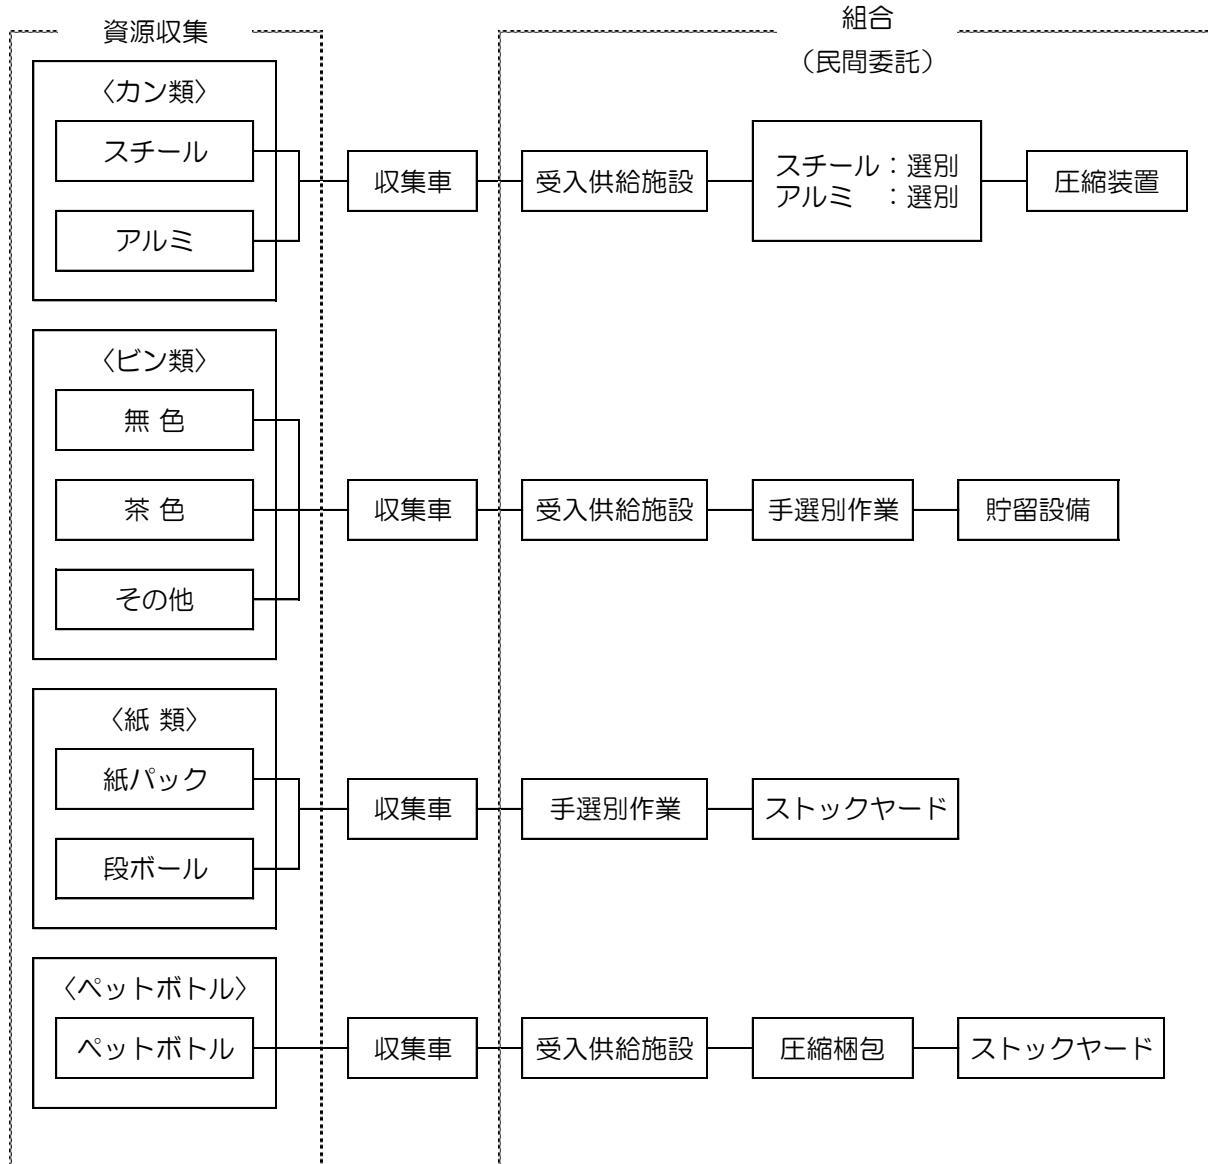 資源収集
組合
（民間委託）
〈カン類〉
スチール
アルミ
収集車
受入供給施設
スチール：選別
アルミ　：選別
圧縮装置
〈ビン類〉
無 色
茶 色
その他
収集車
受入供給施設
手選別作業
貯留設備
〈紙 類〉
紙パック
段ボール
収集車
手選別作業
ストックヤード
〈ペットボトル〉
ペットボトル
収集車
受入供給施設
圧縮梱包
ストックヤード